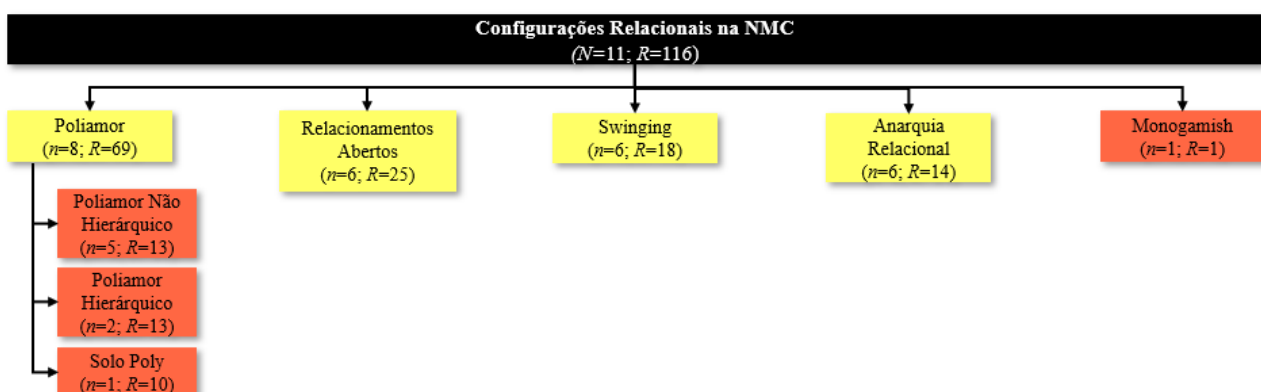 Configurações Relacionais na NMC
(N=11; R=116)
Poliamor
(n=8; R=69)
Relacionamentos
Abertos
(n=6; R=25)
Swinging
(n=6; R=18)
Anarquia
Relacional
(n=6; R=14)
Monogamish
(n=1; R=1)
Poliamor Não
Hierárquico
(n=5; R=13)
Poliamor
Hierárquico
(n=2; R=13)
Solo Poly
(n=1; R=10)